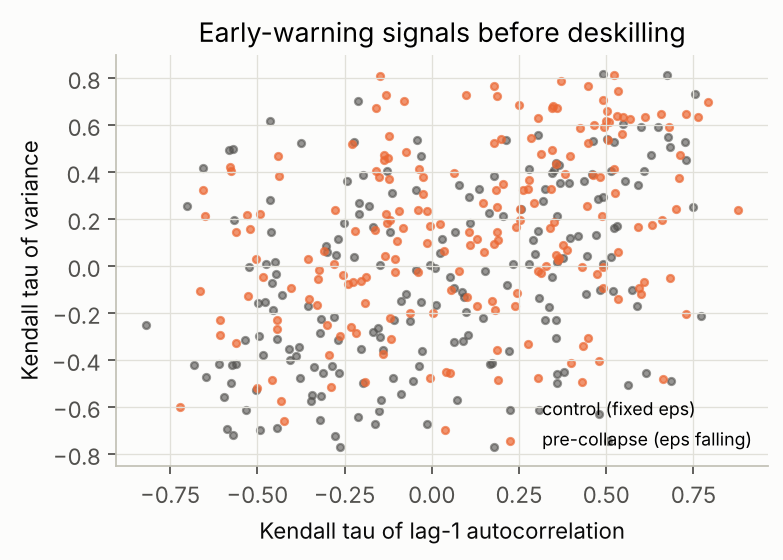 Early-warning signals before deskilling
Kendall tau of variance
0.8
0.6
0.4
0.2
0.0
−0.2
−0.4
−0.6
−0.8
control (fixed eps)
pre-collapse (eps falling)
−0.75 −0.50 −0.25 0.00 0.25 0.50 0.75
Kendall tau of lag-1 autocorrelation